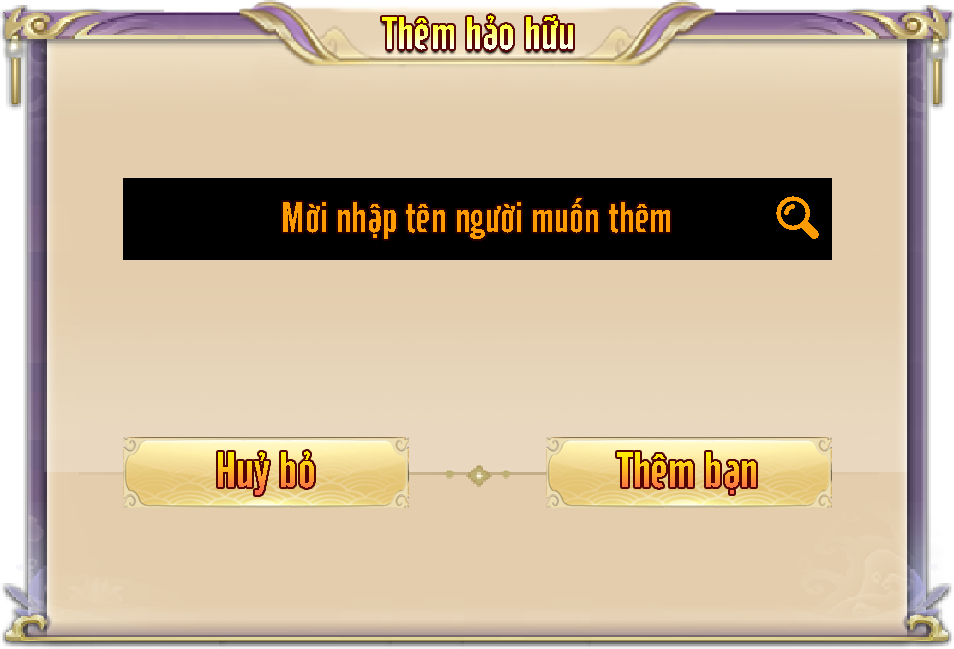 Thêm hảo hữu
Mời nhập tên người muốn thêm
Huỷ bỏ
Thêm bạn